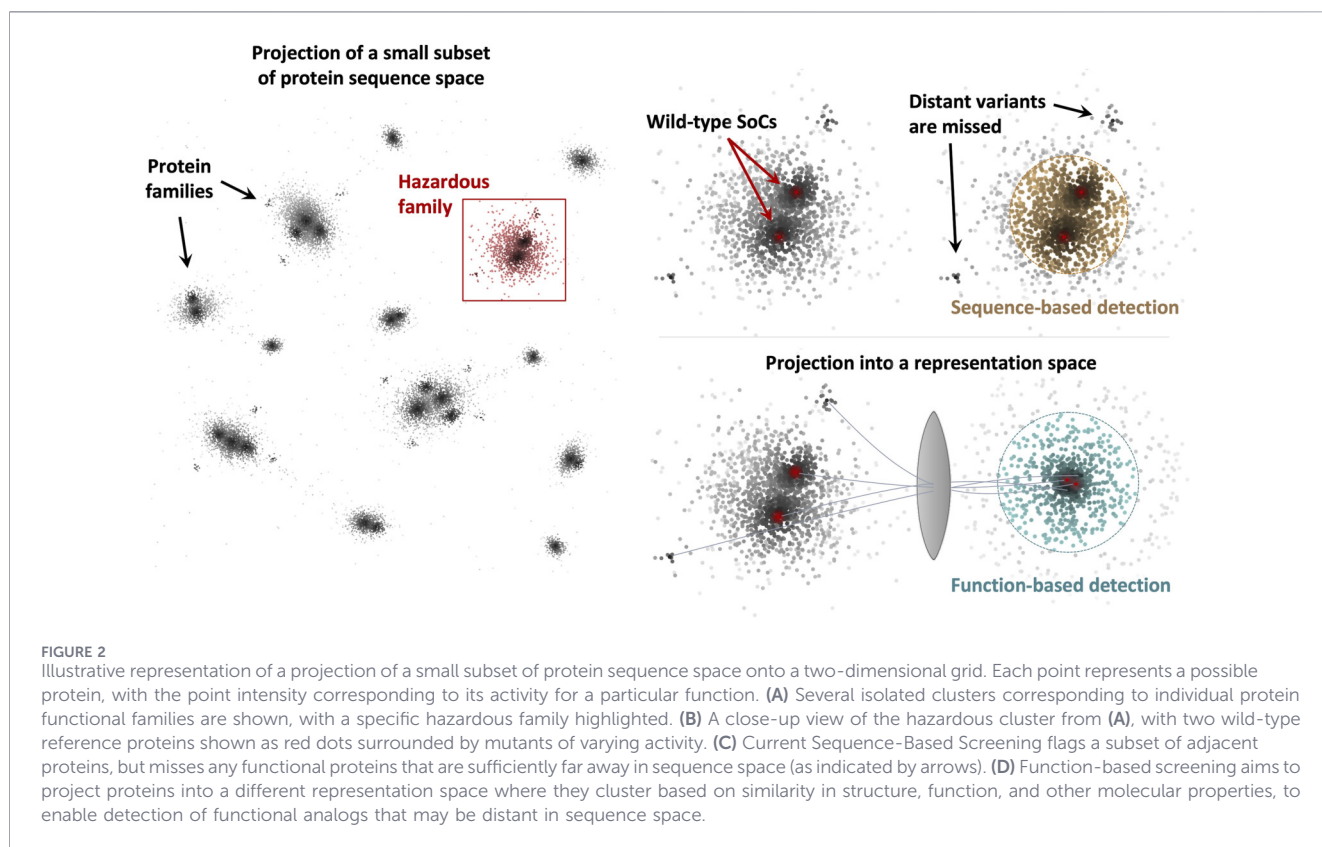 Projection of a small subset
of protein sequence space
Protein
families
Hazardous
family
Wild-type SoCs
Distant variants
are missed
Sequence-based detection
Projection into a representation space
Function-based detection
FIGURE 2
Illustrative representation of a projection of a small subset of protein sequence space onto a two-dimensional grid. Each point represents a possible
protein, with the point intensity corresponding to its activity for a particular function. (A) Several isolated clusters corresponding to individual protein
functional families are shown, with a specific hazardous family highlighted. (B) A close-up view of the hazardous cluster from (A), with two wild-type
reference proteins shown as red dots surrounded by mutants of varying activity. (C) Current Sequence-Based Screening flags a subset of adjacent
proteins, but misses any functional proteins that are sufficiently far away in sequence space (as indicated by arrows). (D) Function-based screening aims to
project proteins into a different representation space where they cluster based on similarity in structure, function, and other molecular properties, to
enable detection of functional analogs that may be distant in sequence space.